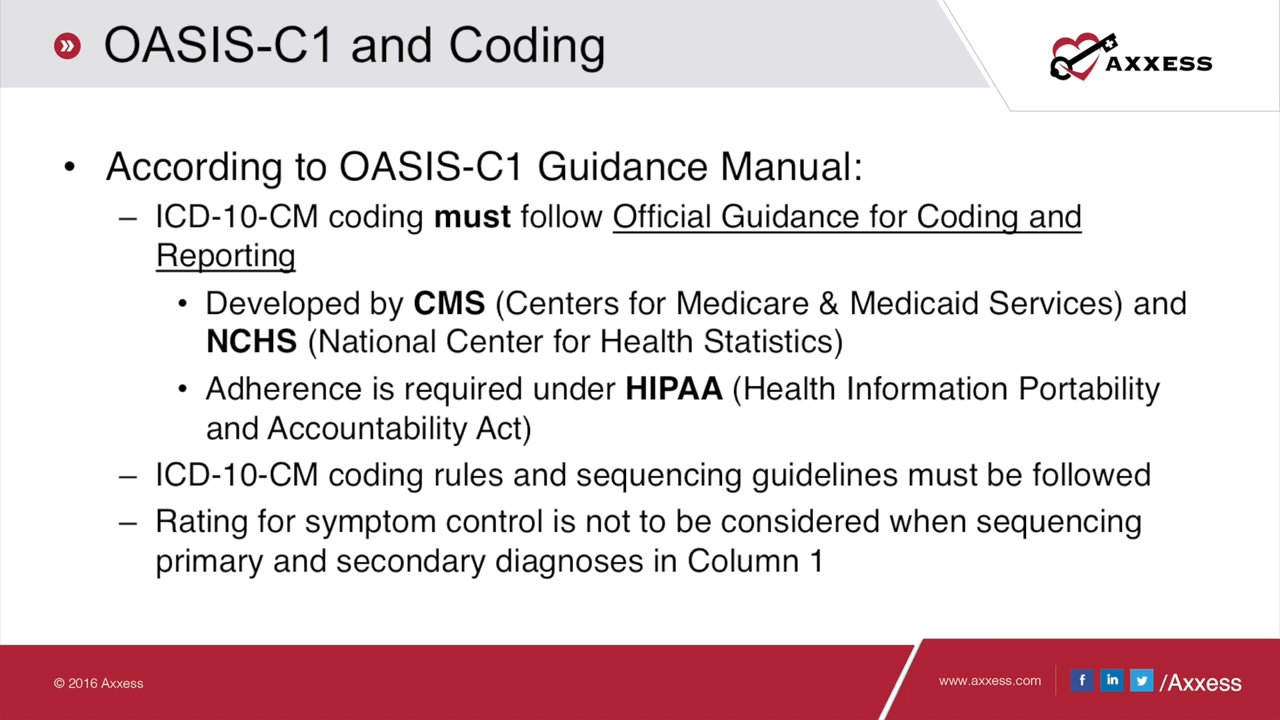 OASIS-C1 and Coding
AXXESS
• According to OASIS-C1 Guidance Manual:
– ICD-10-CM coding must follow Official Guidance for Coding and
Reporting
• Developed by CMS (Centers for Medicare & Medicaid Services) and
NCHS (National Center for Health Statistics)
• Adherence is required under HIPAA (Health Information Portability
and Accountability Act)
– ICD-10-CM coding rules and sequencing guidelines must be followed
– Rating for symptom control is not to be considered when sequencing
primary and secondary diagnoses in Column 1
© 2016 Axxess
www.axxess.com
f in /Axxess